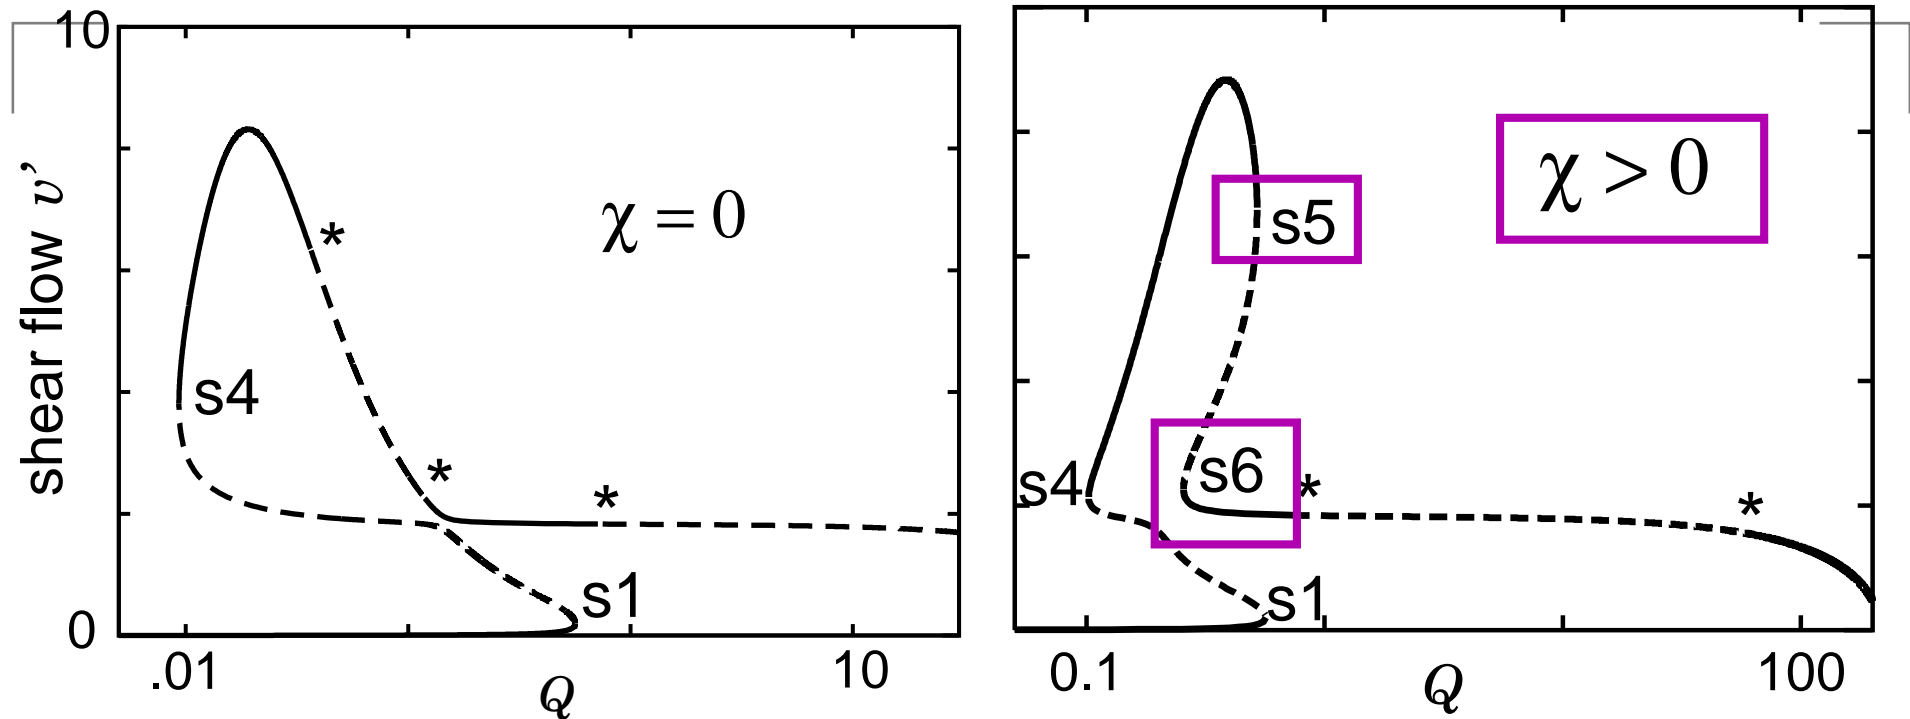 10
shear flow v'
0
.01
10
Q
χ = 0
s4
*
*
*
s1
χ > 0
s5
s6
s4
*
*
s1
0.1
100
Q